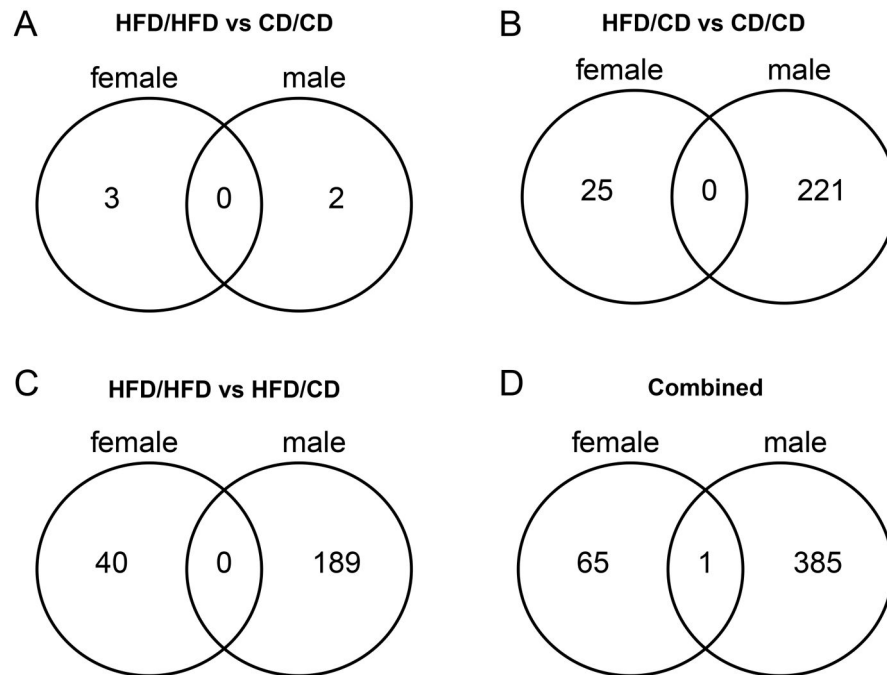 A
HFD/HFD vs CD/CD
female male
3 0 2
B
HFD/CD vs CD/CD
female male
25 0 221
C
HFD/HFD vs HFD/CD
female male
40 0 189
D
Combined
female male
65 1 385